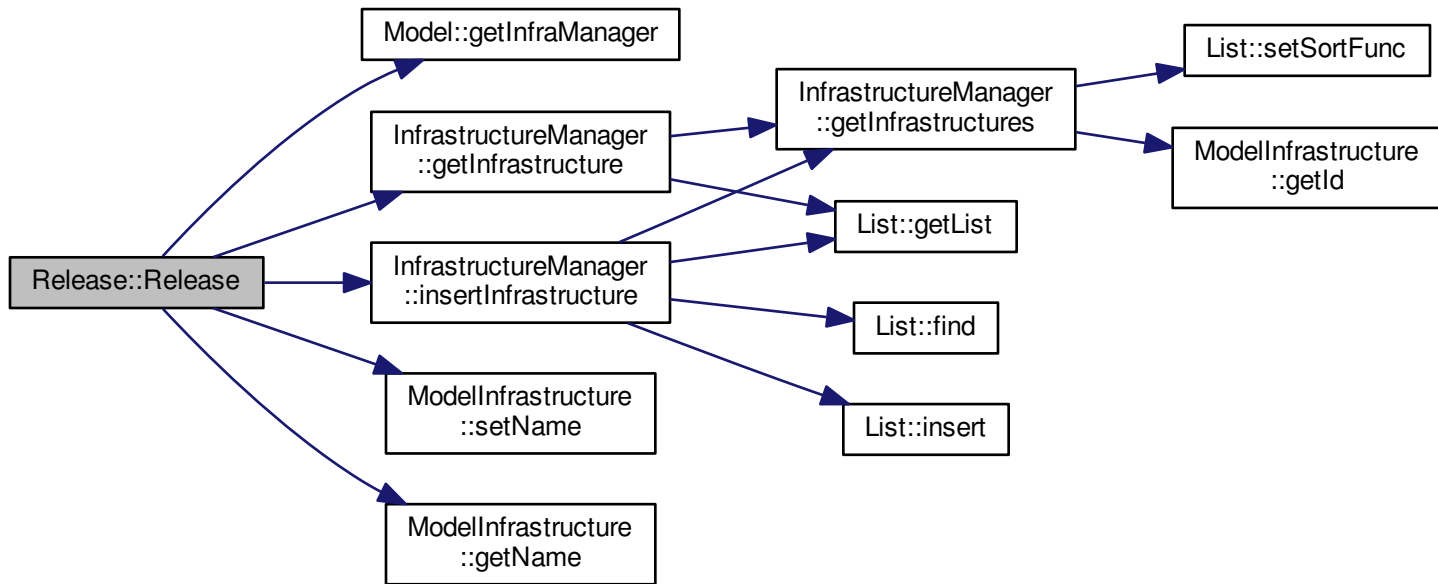 Release::Release
Model::getInfraManager
InfrastructureManager
::getInfrastructure
InfrastructureManager
::insertInfrastructure
ModelInfrastructure
::setName
ModelInfrastructure
::getName
InfrastructureManager
::getInfrastructures
List::getList
List::find
List::insert
List::setSortFunc
ModelInfrastructure
::getId